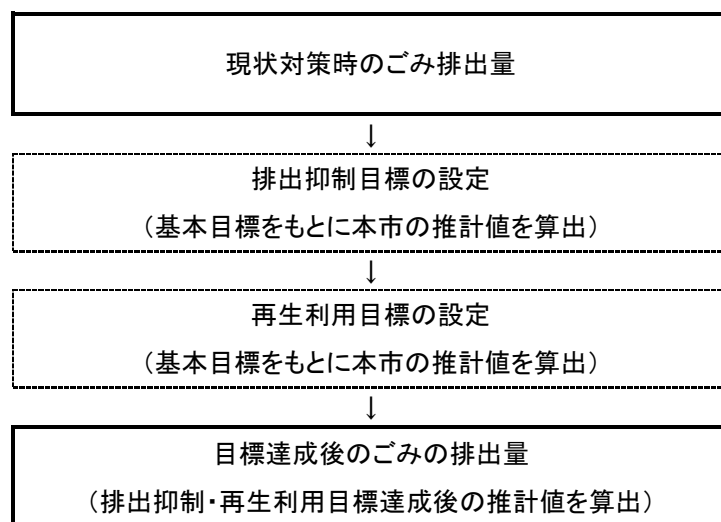 現状対策時のごみ排出量
↓
排出抑制目標の設定
（基本目標をもとに本市の推計値を算出）
↓
再生利用目標の設定
（基本目標をもとに本市の推計値を算出）
↓
目標達成後のごみの排出量
（排出抑制・再生利用目標達成後の推計値を算出）